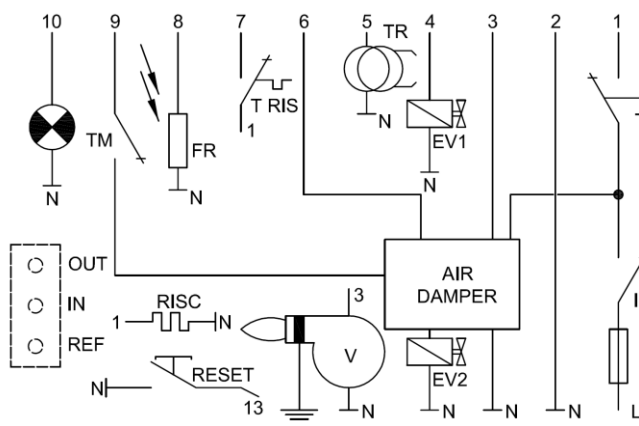 10 9 8 7 6 5 4 3 2 1
TR
N
T RIS
1
TM
FR
EV1
N
N
N
OUT
IN
REF
AIR
DAMPER
I
RISC
1
N
3
V
EV2
RESET
N
13
N
N
N
N
L